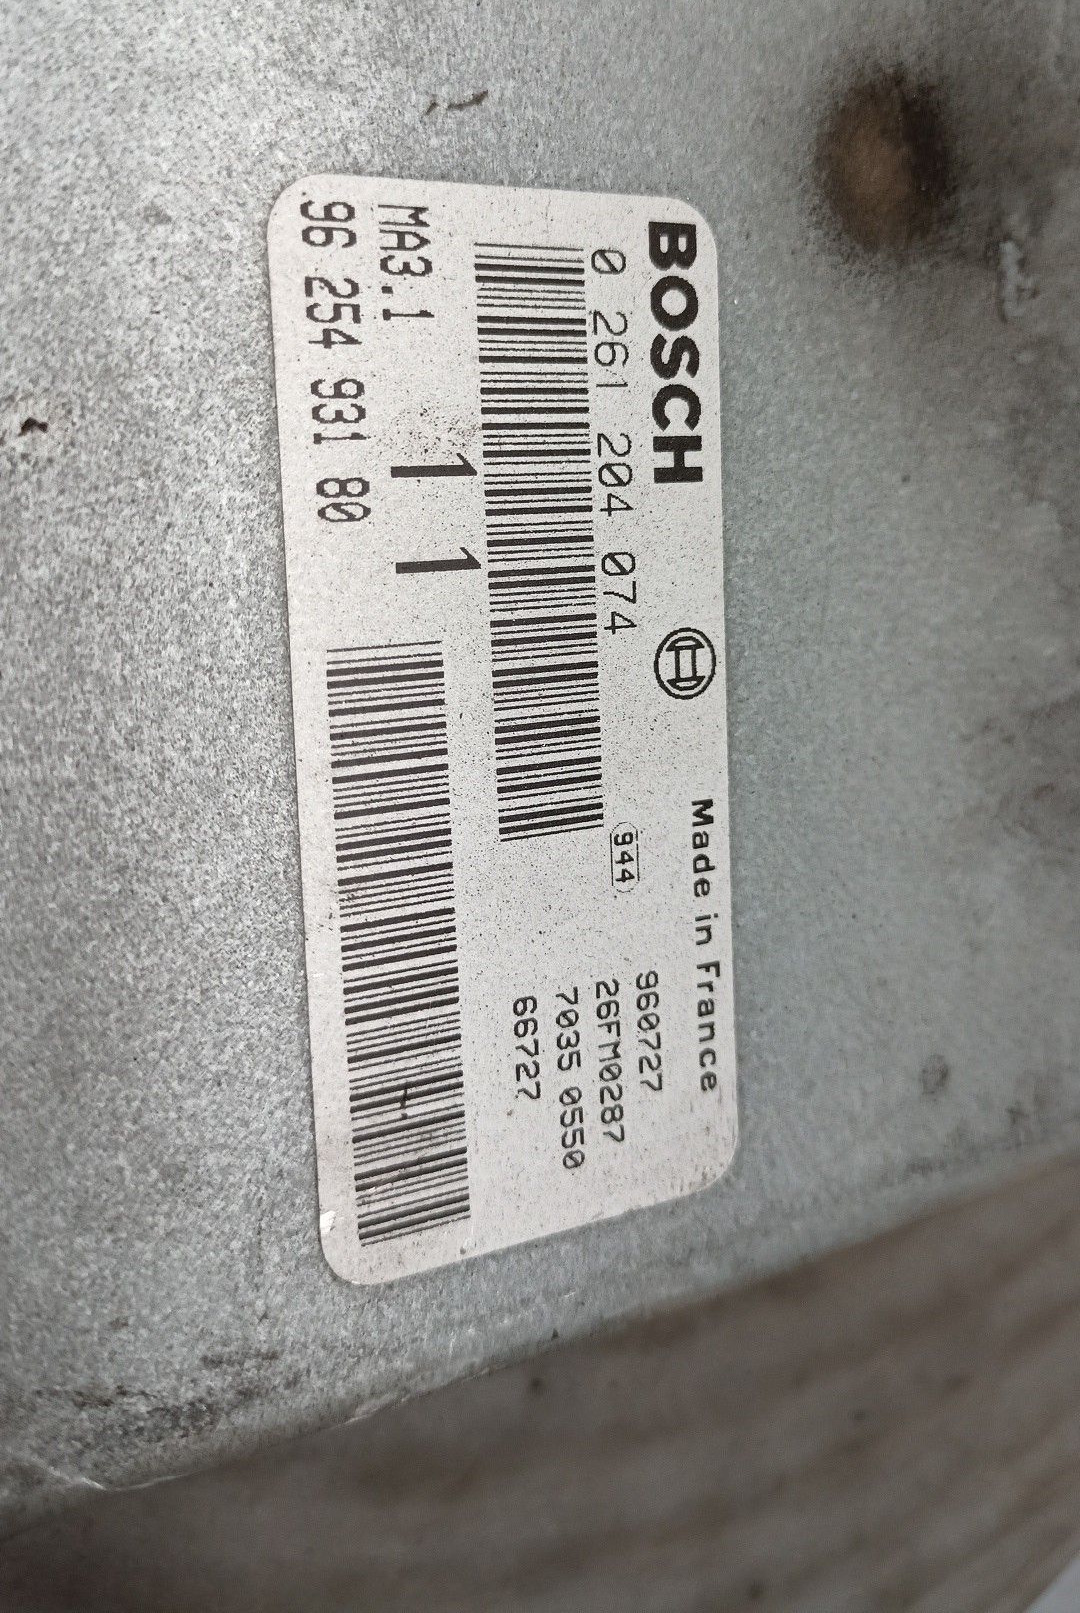 BOSCH
Made in France
0 261 204 074
944
960727
26FM0287
7035 0550
66727
MA3.1
1 1
96 254 931 80